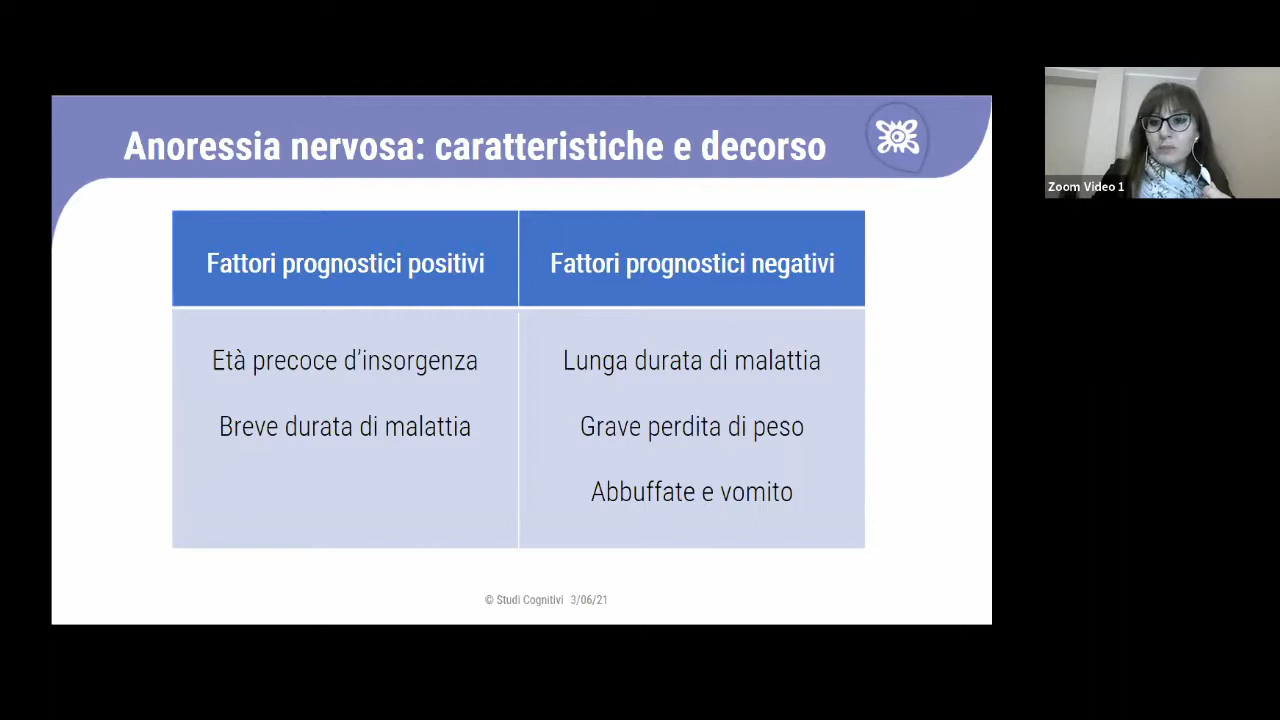 Anoressia nervosa: caratteristiche e decorso
Fattori prognostici positivi
Fattori prognostici negativi
Età precoce d’insorgenza
Breve durata di malattia
Lunga durata di malattia
Grave perdita di peso
Abbuffate e vomito
© Studi Cognitivi 3/06/21
Zoom Video 1